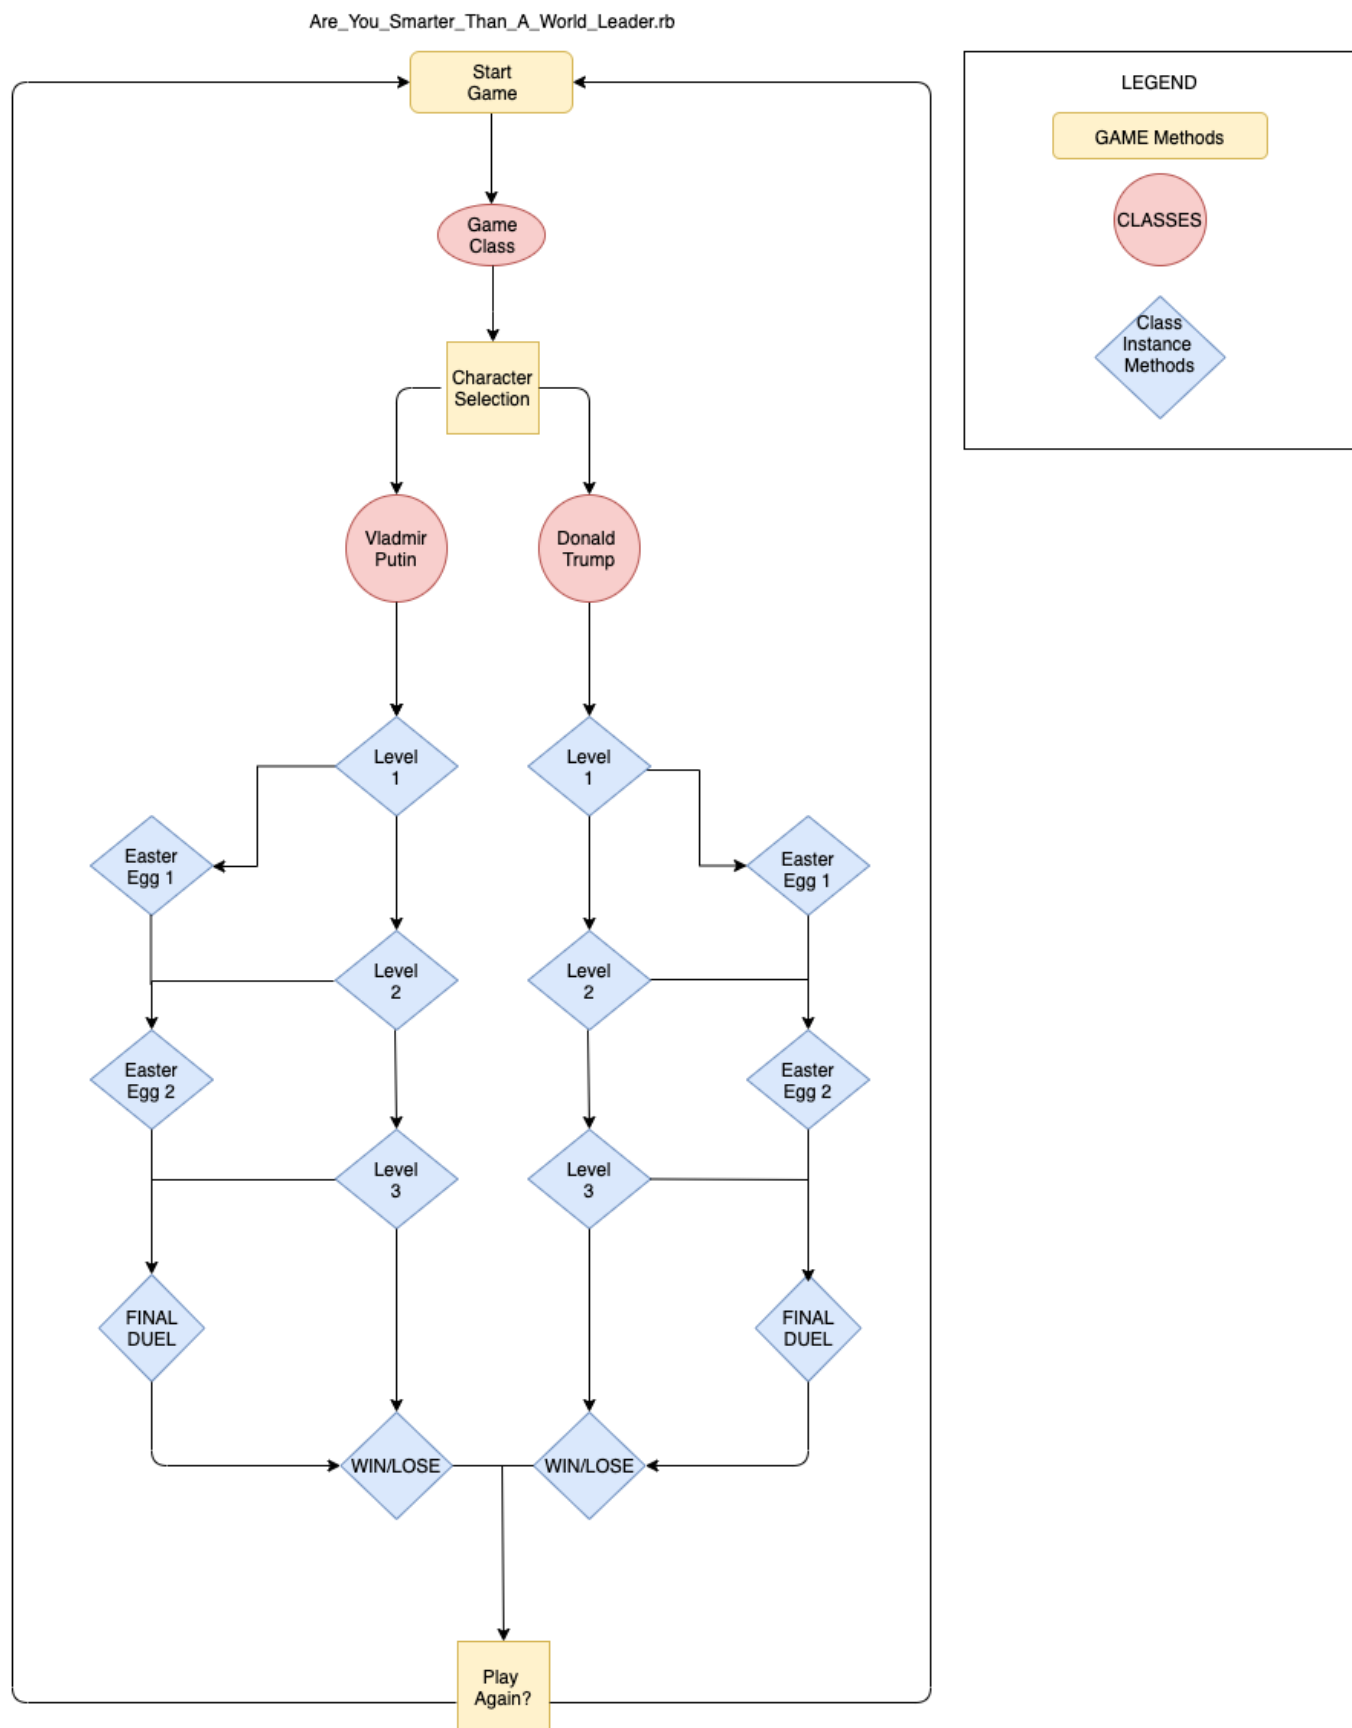 Are_You_Smarter_Than_A_World_Leader.rb
Start
Game
LEGEND
GAME Methods
CLASSES
Class
Instance
Methods
Game
Class
Character
Selection
Vladmir
Putin
Donald
Trump
Level
1
Level
1
Easter
Egg 1
Easter
Egg 1
Level
2
Level
2
Easter
Egg 2
Easter
Egg 2
Level
3
Level
3
FINAL
DUEL
FINAL
DUEL
WIN/LOSE
WIN/LOSE
Play
Again?